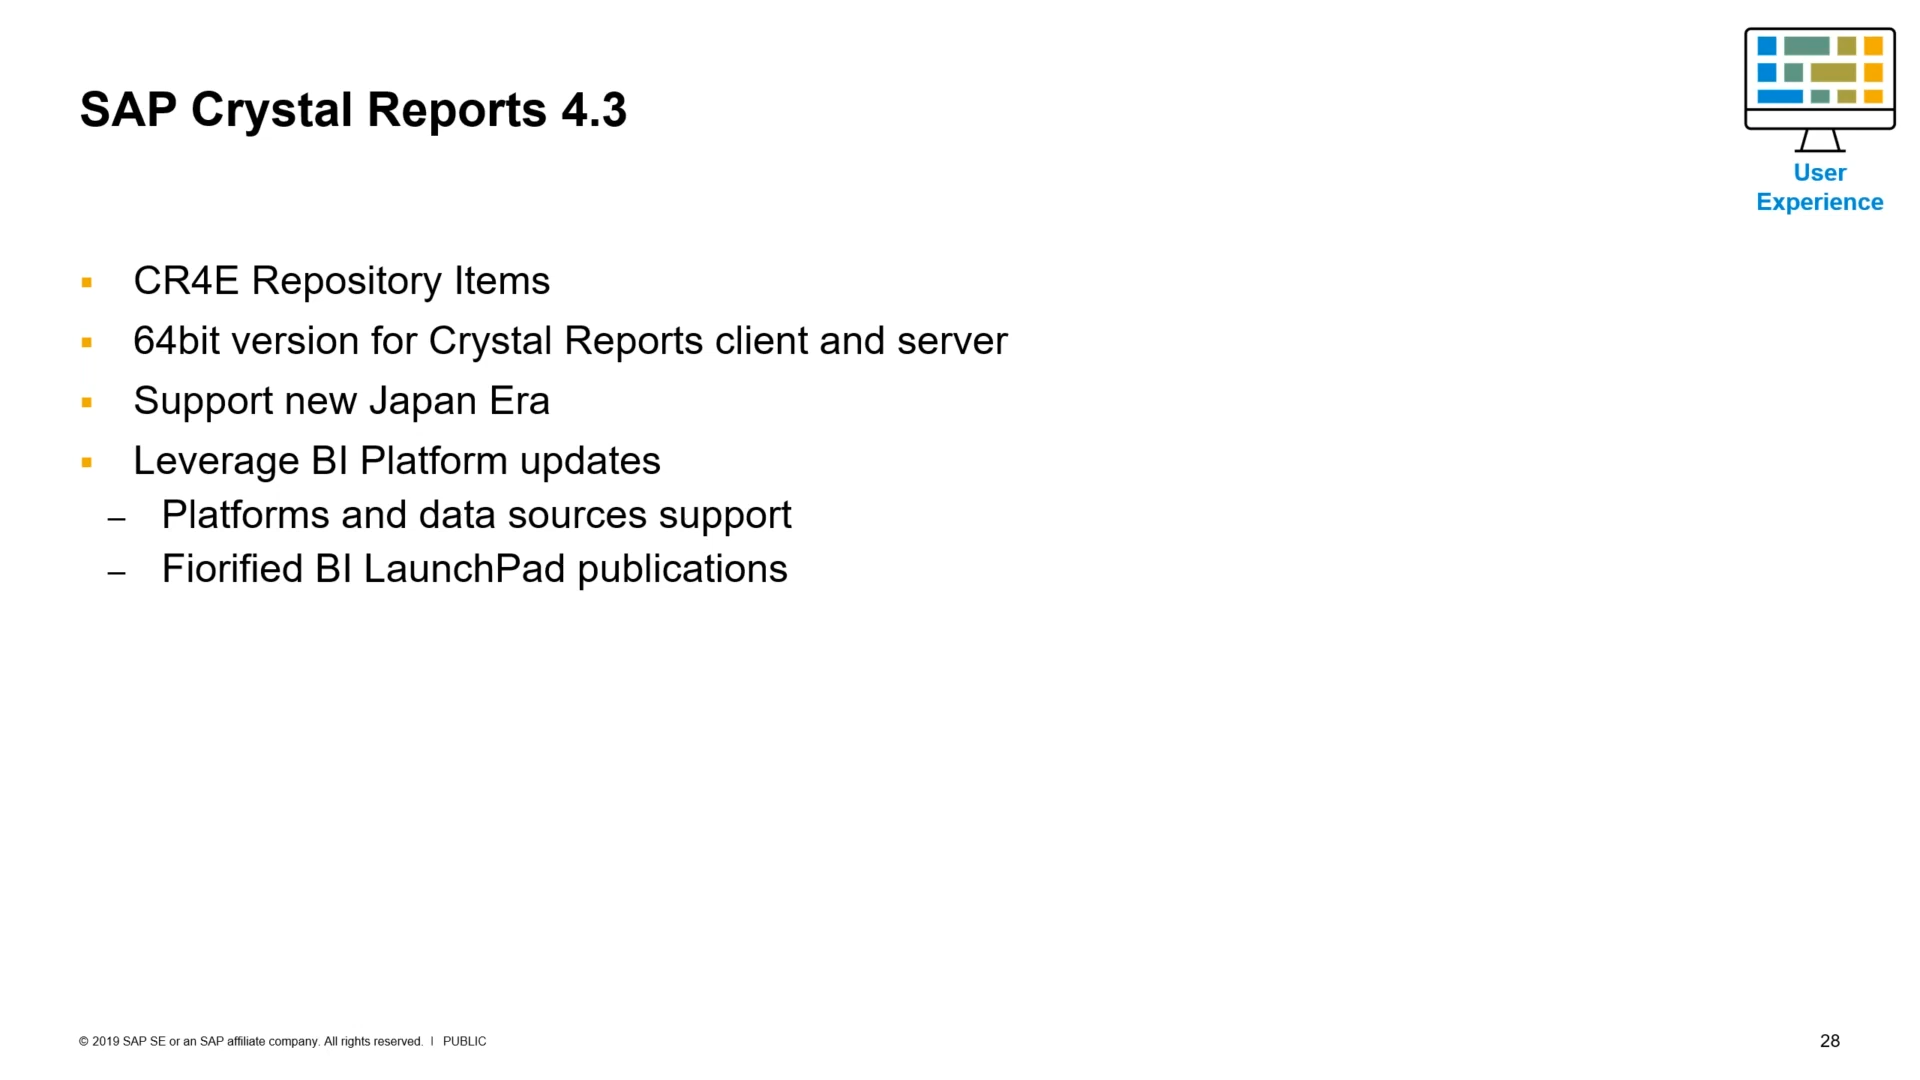 SAP Crystal Reports 4.3
User
Experience
▪ CR4E Repository Items
▪ 64bit version for Crystal Reports client and server
▪ Support new Japan Era
▪ Leverage BI Platform updates
– Platforms and data sources support
– Fiorified BI LaunchPad publications
© 2019 SAP SE or an SAP affiliate company. All rights reserved. | PUBLIC
28